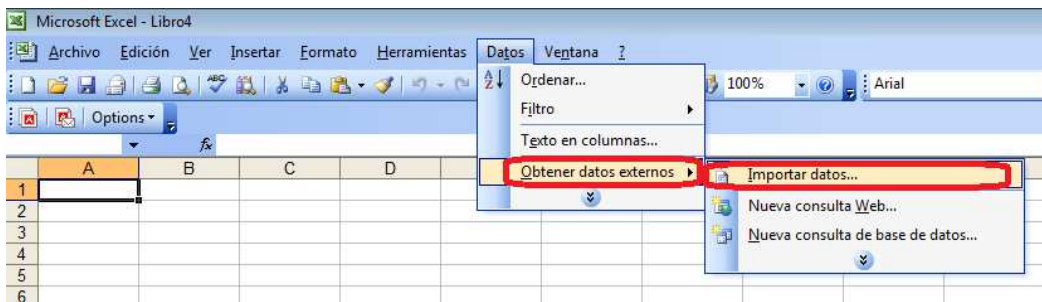 Microsoft Excel - Libro4
Archivo Edición Ver Insertar Formato Herramientas Datos Ventana ?
100% Arial
Options
fx
A B C D
Ordenar...
Filtro
Texto en columnas...
Obtener datos externos
Importar datos...
Nueva consulta Web...
Nueva consulta de base de datos...
1
2
3
4
5
6